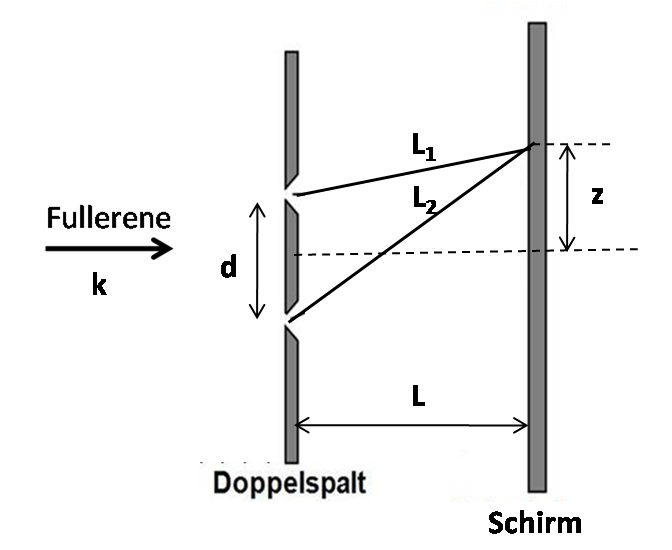 L₁
L₂
z
Fullerene
k
d
L
Doppelspalt
Schirm